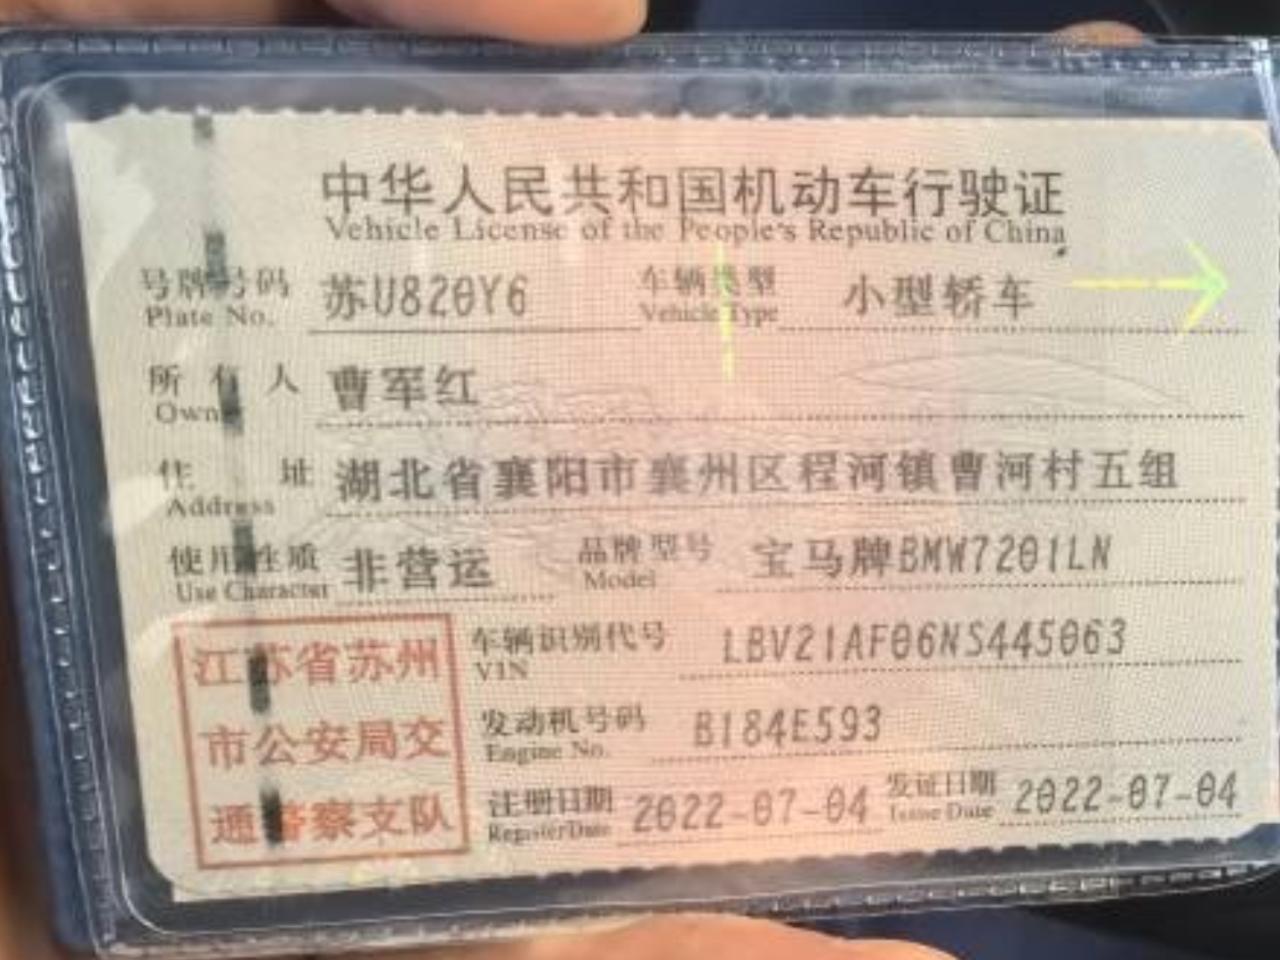 中华人民共和国机动车行驶证
Vehicle License of the People's Republic of China
号牌号码 苏U820Y6 车辆类型 小型轿车
Plate No. Vehicle Type
所有人 曹军红
Owner
住址 湖北省襄阳市襄州区程河镇曹河村五组
Address
使用性质 非营运 品牌型号 宝马牌BMW7201LN
Use Character Model
江苏省苏州
市公安局交
通警察支队
车辆识别代号 LBV21AF06NS445063
VIN
发动机号码 B184E593
Engine No.
注册日期 2022-07-04 发证日期 2022-07-04
Register Date Issue Date